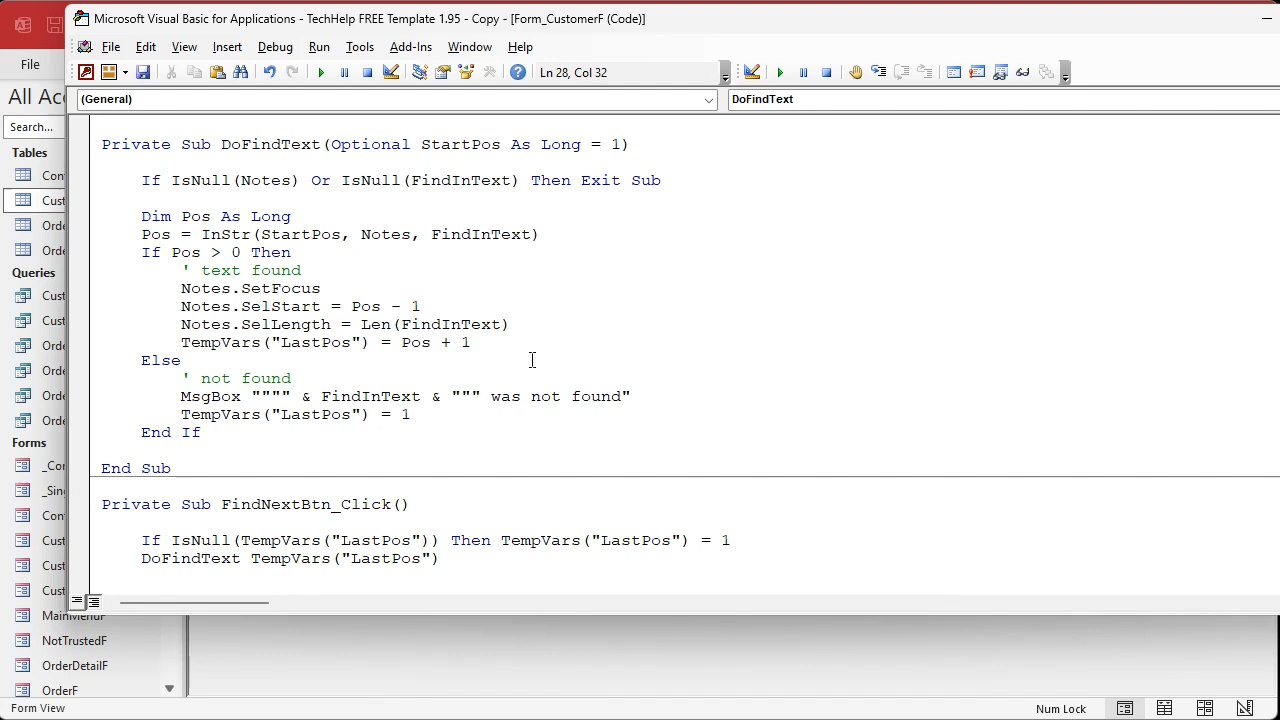 Microsoft Visual Basic for Applications - TechHelp FREE Template 1.95 - Copy - [Form_CustomerF (Code)]
File
File Edit View Insert Debug Run Tools Add-Ins Window Help
Ln 28, Col 32
All Ac
(General)
DoFindText
Search...
Tables
Con
Cust
Orde
Orde
Queries
Cust
Cust
Orde
Orde
Orde
Orde
Forms
_Cor
_Sing
Cont
Cust
Cust
Cust
MainMenuF
NotTrustedF
OrderDetailF
OrderF
Private Sub DoFindText(Optional StartPos As Long = 1)
If IsNull(Notes) Or IsNull(FindInText) Then Exit Sub
Dim Pos As Long
Pos = InStr(StartPos, Notes, FindInText)
If Pos > 0 Then
' text found
Notes.SetFocus
Notes.SelStart = Pos - 1
Notes.SelLength = Len(FindInText)
TempVars("LastPos") = Pos + 1
Else
' not found
MsgBox """" & FindInText & """ was not found"
TempVars("LastPos") = 1
End If
End Sub
Private Sub FindNextBtn_Click()
If IsNull(TempVars("LastPos")) Then TempVars("LastPos") = 1
DoFindText TempVars("LastPos")
Form View
Num Lock